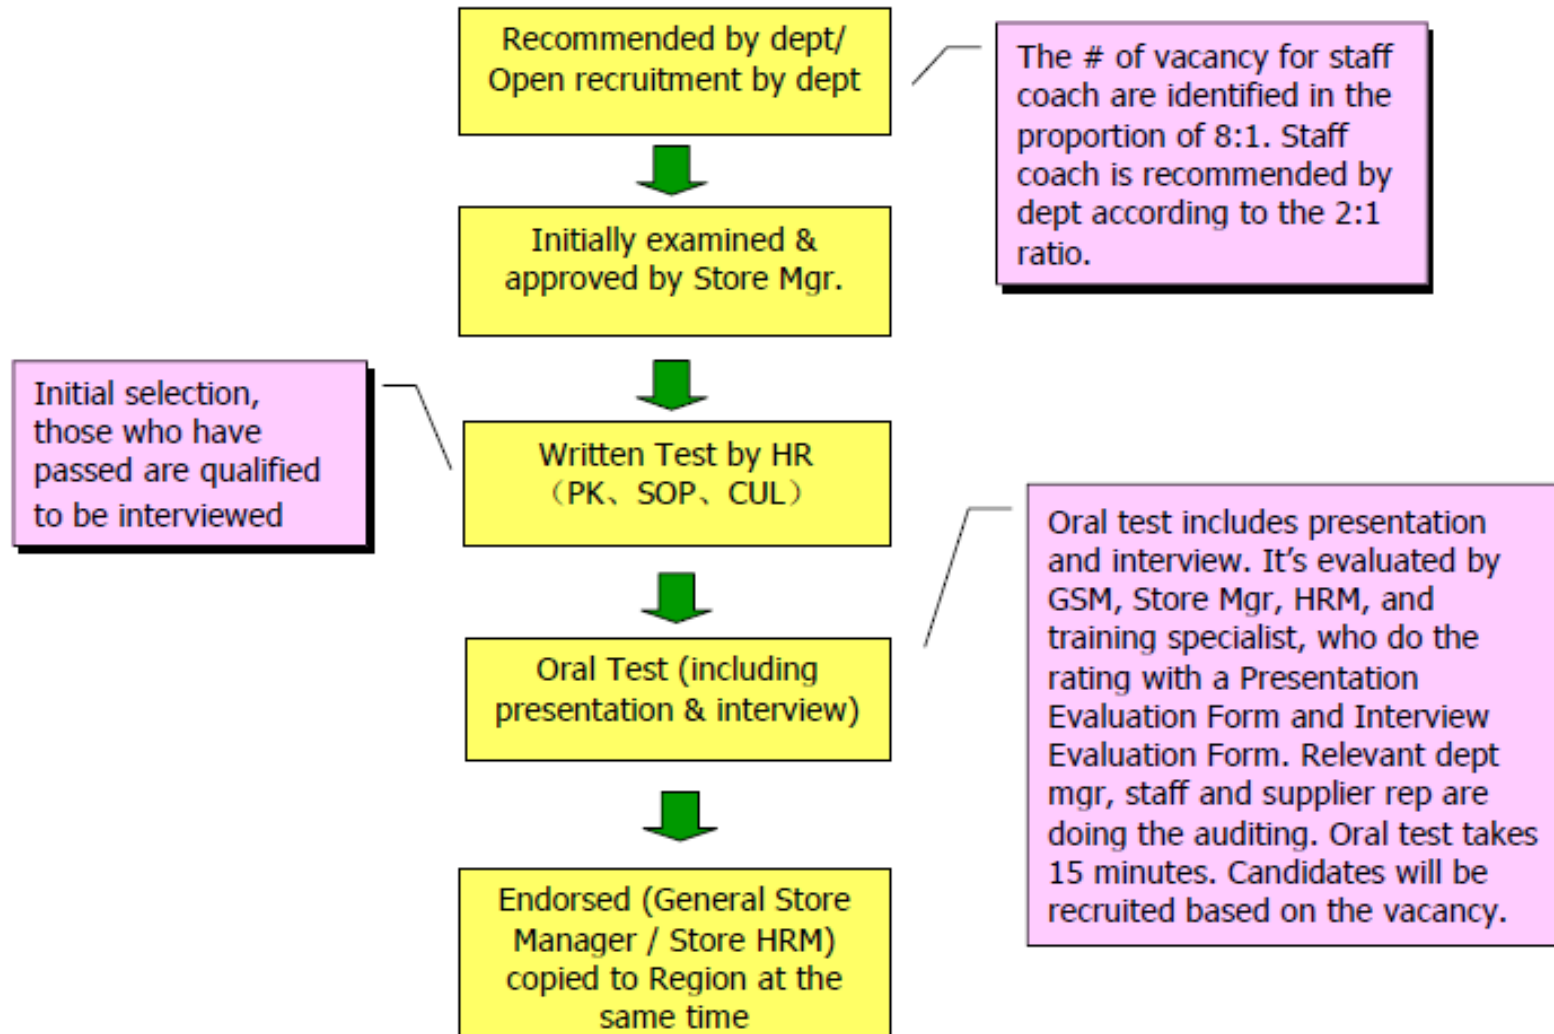 Recommended by dept/
Open recruitment by dept
The # of vacancy for staff
coach are identified in the
proportion of 8:1. Staff
coach is recommended by
dept according to the 2:1
ratio.
Initially examined &
approved by Store Mgr.
Initial selection,
those who have
passed are qualified
to be interviewed
Written Test by HR
（PK、SOP、CUL）
Oral Test (including
presentation & interview)
Oral test includes presentation
and interview. It’s evaluated by
GSM, Store Mgr, HRM, and
training specialist, who do the
rating with a Presentation
Evaluation Form and Interview
Evaluation Form. Relevant dept
mgr, staff and supplier rep are
doing the auditing. Oral test takes
15 minutes. Candidates will be
recruited based on the vacancy.
Endorsed (General Store
Manager / Store HRM)
copied to Region at the
same time